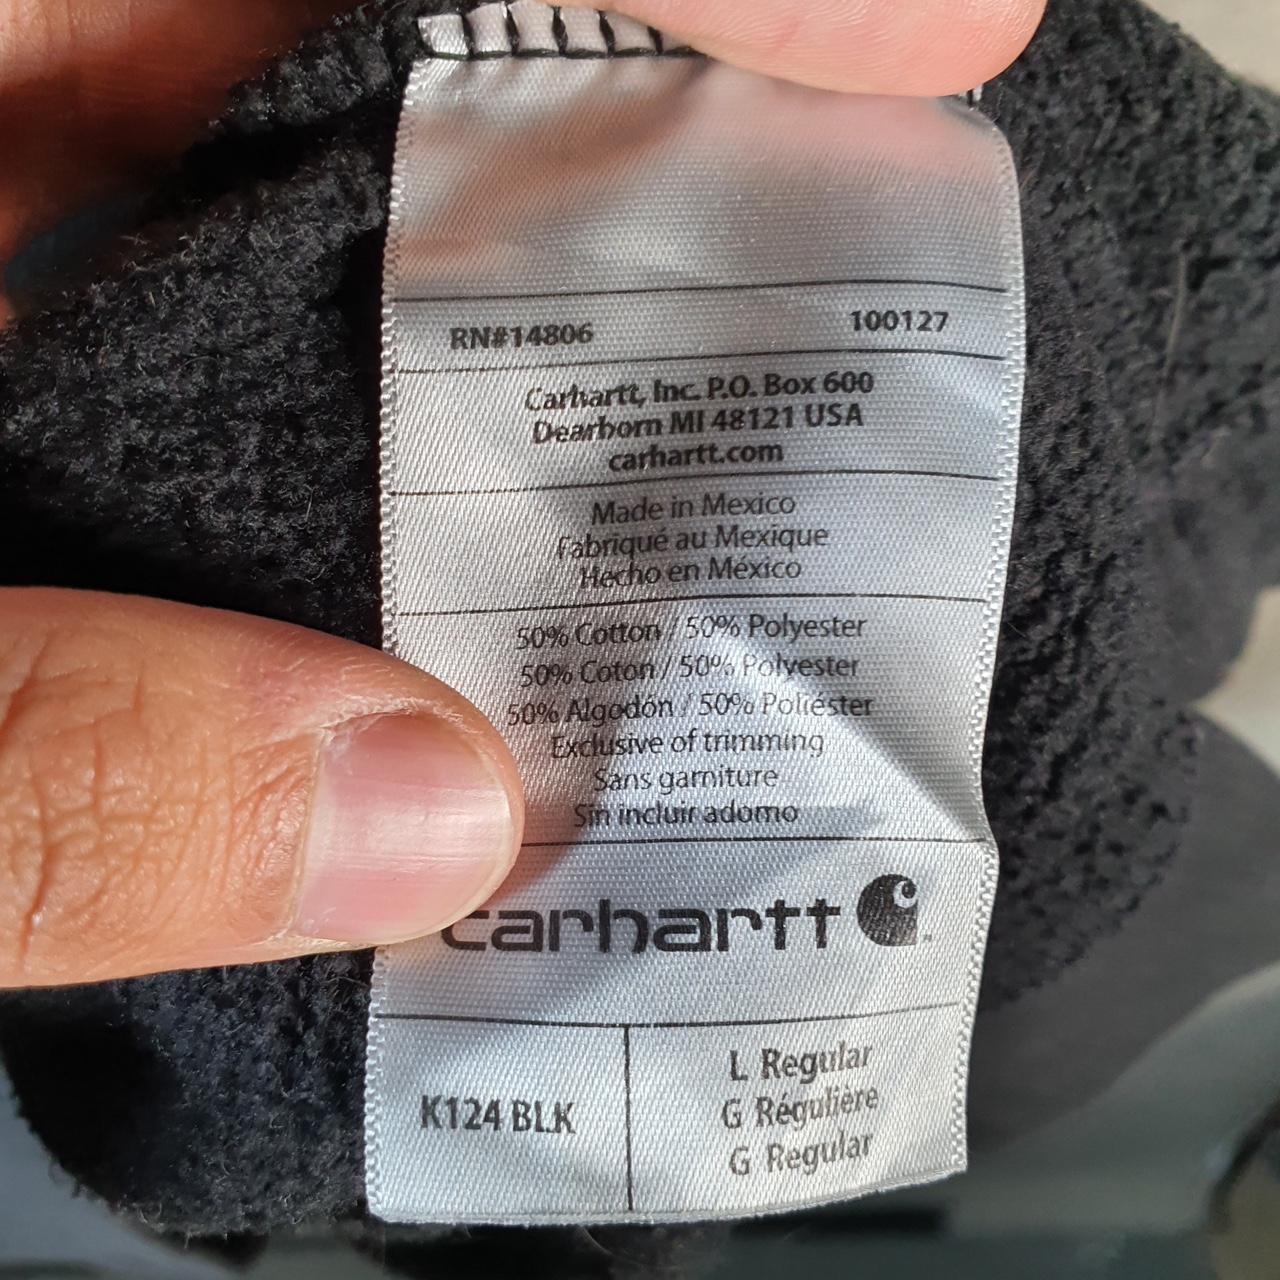 RN#14806 100127
Carhartt, Inc. P.O. Box 600
Dearborn MI 48121 USA
carhartt.com
Made in Mexico
Fabriqué au Mexique
Hecho en México
50% Cotton / 50% Polyester
50% Coton / 50% Polyester
50% Algodón / 50% Poliéster
Exclusive of trimming
Sans garniture
Sin incluir adorno
carhartt
K124 BLK
L Regular
G Régulière
G Regular